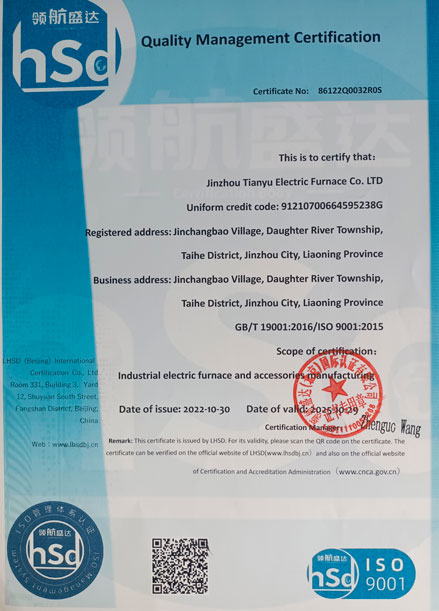 领航盛达
hSd
Quality Management Certification
Certificate No: 86122Q0032R0S
领航盛达
This is to certify that:
Jinzhou Tianyu Electric Furnace Co. LTD
Uniform credit code: 91210700664595238G
Registered address: Jinchangbao Village, Daughter River Township,
Taihe District, Jinzhou City, Liaoning Province
Business address: Jinchangbao Village, Daughter River Township,
Taihe District, Jinzhou City, Liaoning Province
GB/T 19001:2016/ISO 9001:2015
Scope of certification:
Industrial electric furnace and accessories manufacturing
LHSD (Beijing) International
Certification Co., Ltd
Room 331, Building 3, Yard
12, Shuyuan South Street,
Fangshan District, Beijing,
China
Web: www.lhsdbj.cn
Date of issue: 2022-10-30 Date of valid: 2025-10-29
Certification Manager: Zhenguo Wang
Remark: This certificate is issued by LHSD. For its validity, please scan the QR code on the certificate. The
certificate can be verified on the official website of LHSD(www.lhsdbj.cn) and also on the official website
of Certification and Accreditation Administration (www.cnca.gov.cn)
ISO管理体系认证
领航盛达
hSd
ISO Management System
领航盛达
hSd
ISO
9001